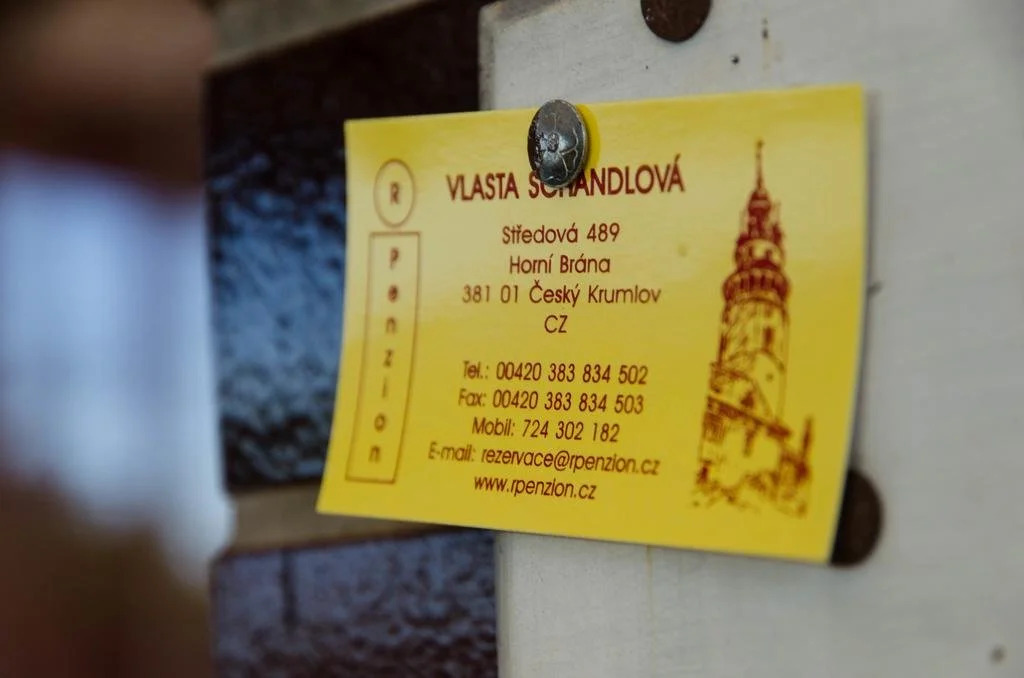 R
Penzion
VLASTA
Středová 489
Horní Brána
381 01 Český Krumlov
CZ
Tel.: 00420 383 834 502
Fax: 00420 383 834 503
Mobil: 724 302 182
E-mail: rezervace@rpenzion.cz
www.rpenzion.cz